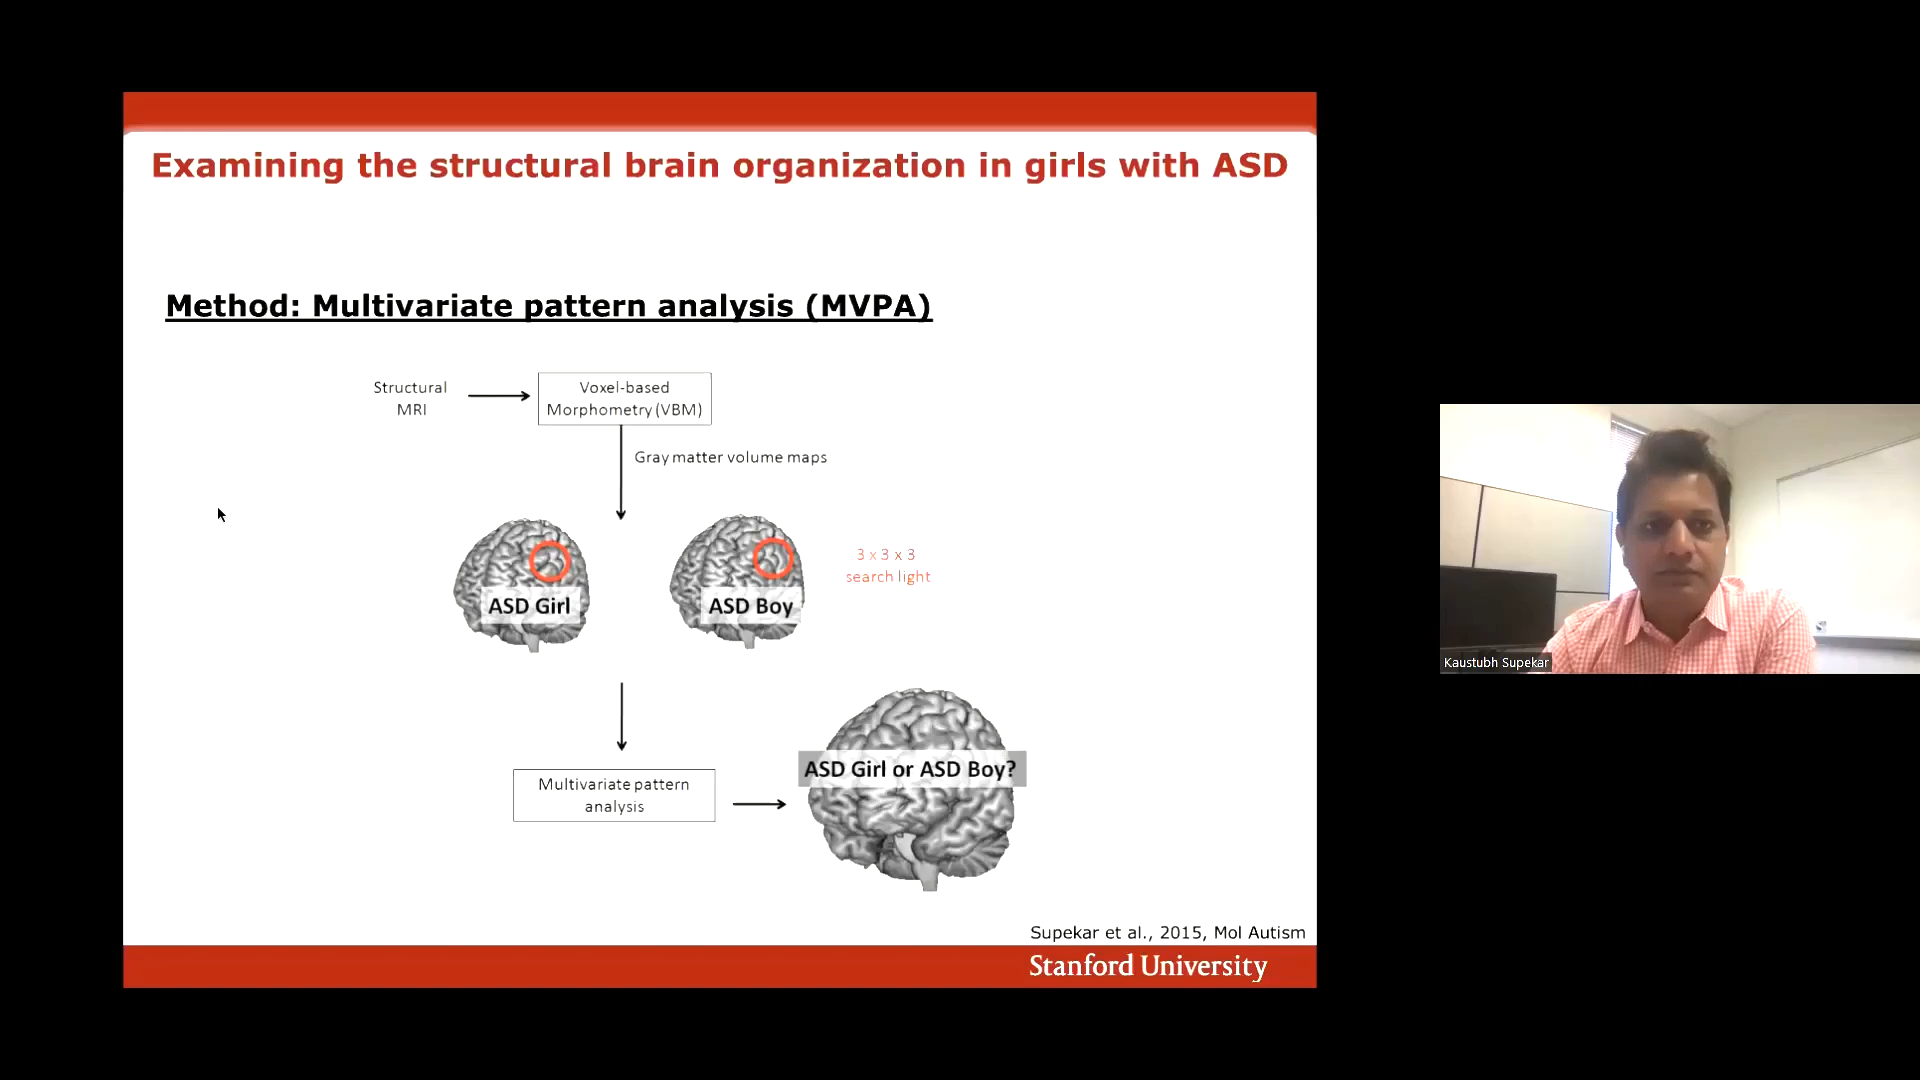 Examining the structural brain organization in girls with ASD
Method: Multivariate pattern analysis (MVPA)
Structural
MRI
Voxel-based
Morphometry (VBM)
Gray matter volume maps
ASD Girl
ASD Boy
3 x 3 x 3
search light
Multivariate pattern
analysis
ASD Girl or ASD Boy?
Supekar et al., 2015, Mol Autism
Stanford University
Kaustubh Supekar